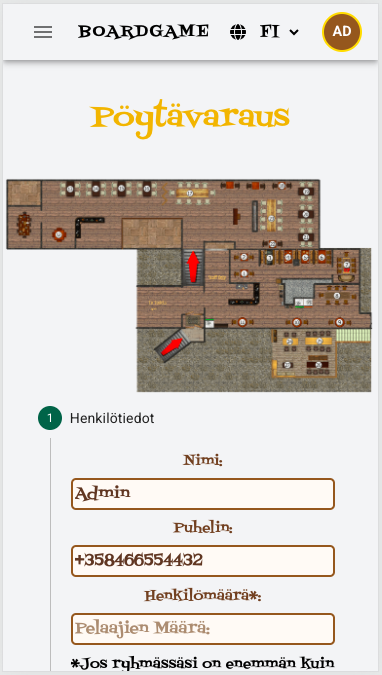 BOARDGAME FI AD
Pöytävaraus
1 Henkilötiedot
Nimi:
Admin
Puhelin:
+358466554432
Henkilömäärä*:
Pelaajien Määrä:
*Jos ryhmässäsi on enemmän kuin